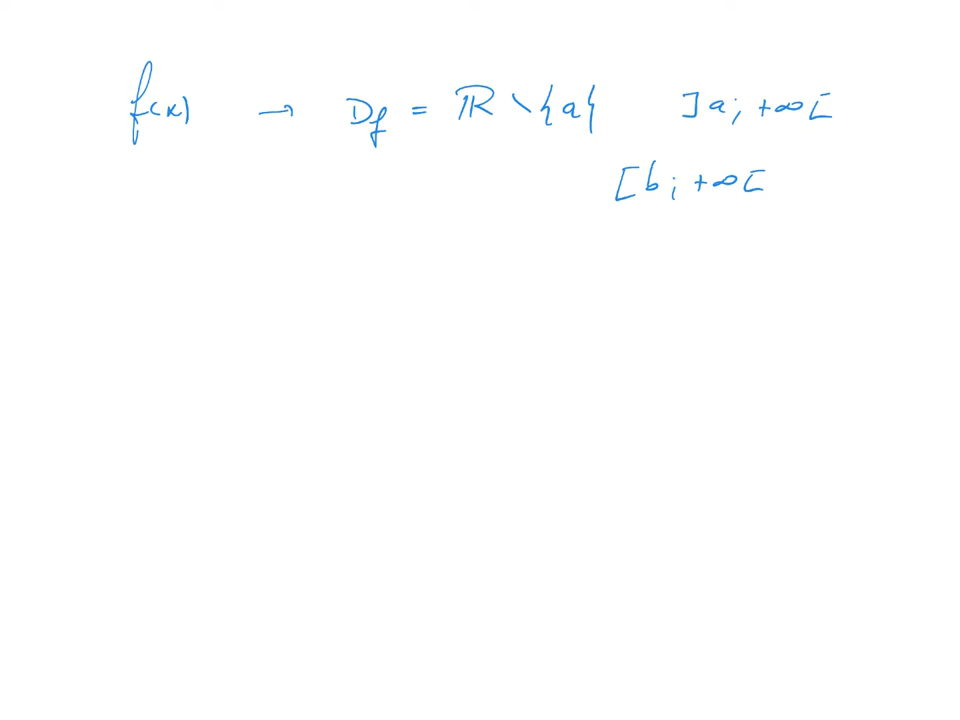 f(x) → Df = ℝ \ {a} ]a; +∞[
[b; +∞[